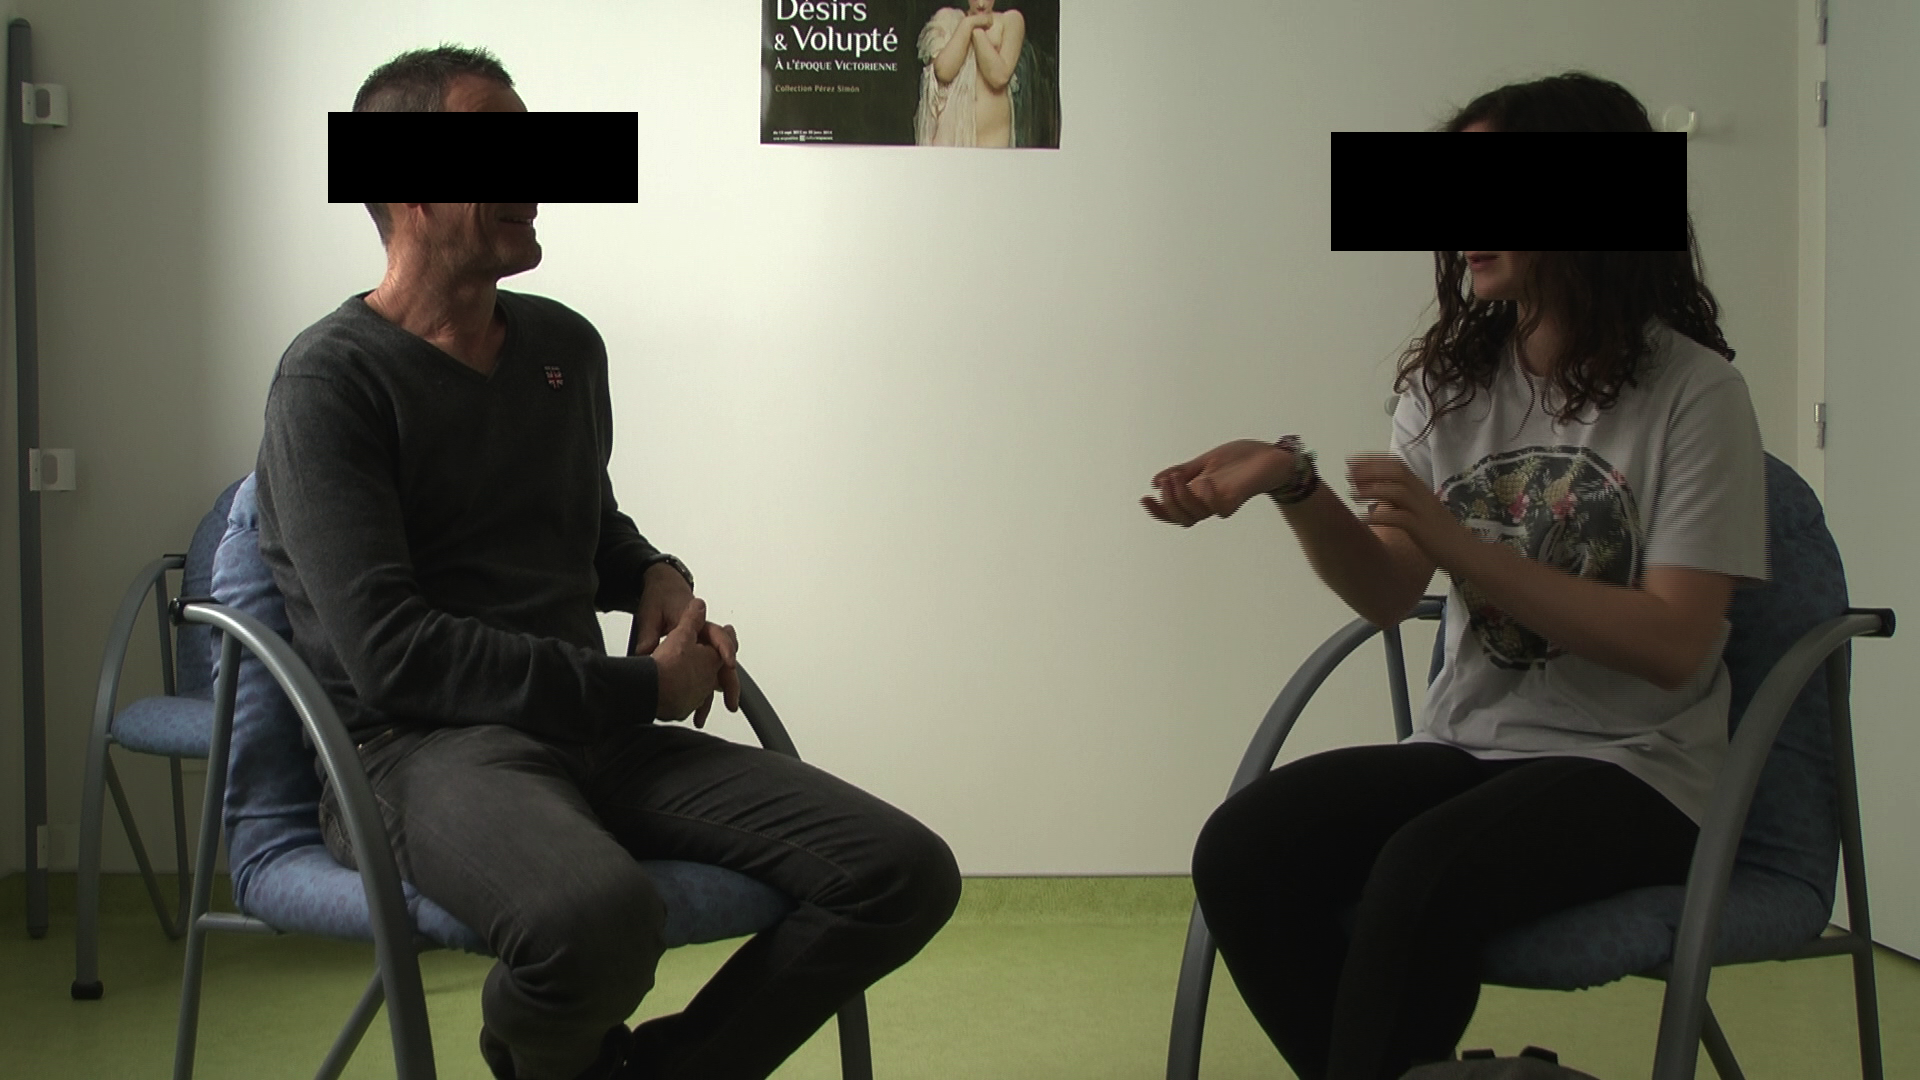 Désirs
& Volupté
À L'ÉPOQUE VICTORIENNE
Collection Pérez Simón